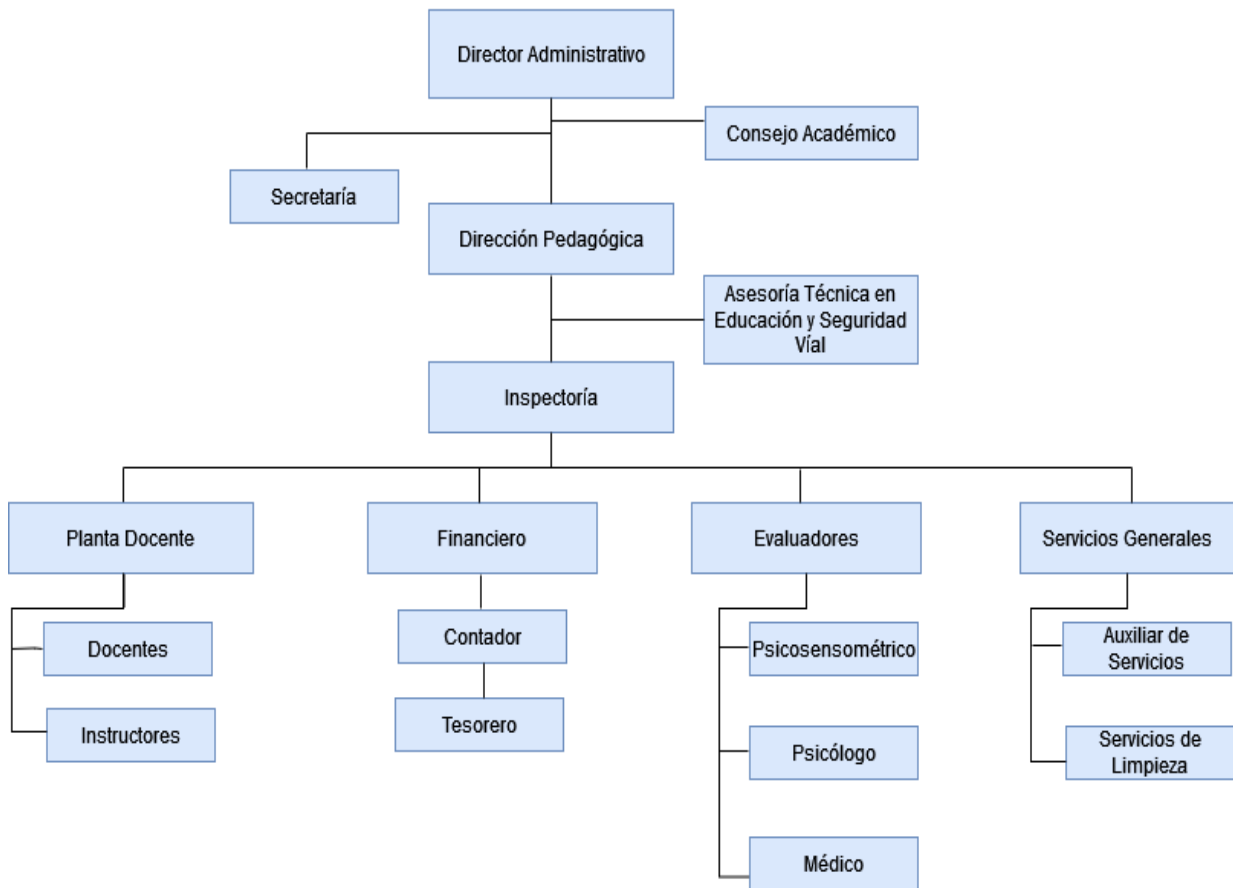 Director Administrativo
Consejo Académico
Secretaría
Dirección Pedagógica
Asesoría Técnica en
Educación y Seguridad
Víal
Inspectoría
Planta Docente
Financiero
Evaluadores
Servicios Generales
Docentes
Contador
Psicosensométrico
Auxiliar de
Servicios
Instructores
Tesorero
Psicólogo
Servicios de
Limpieza
Médico